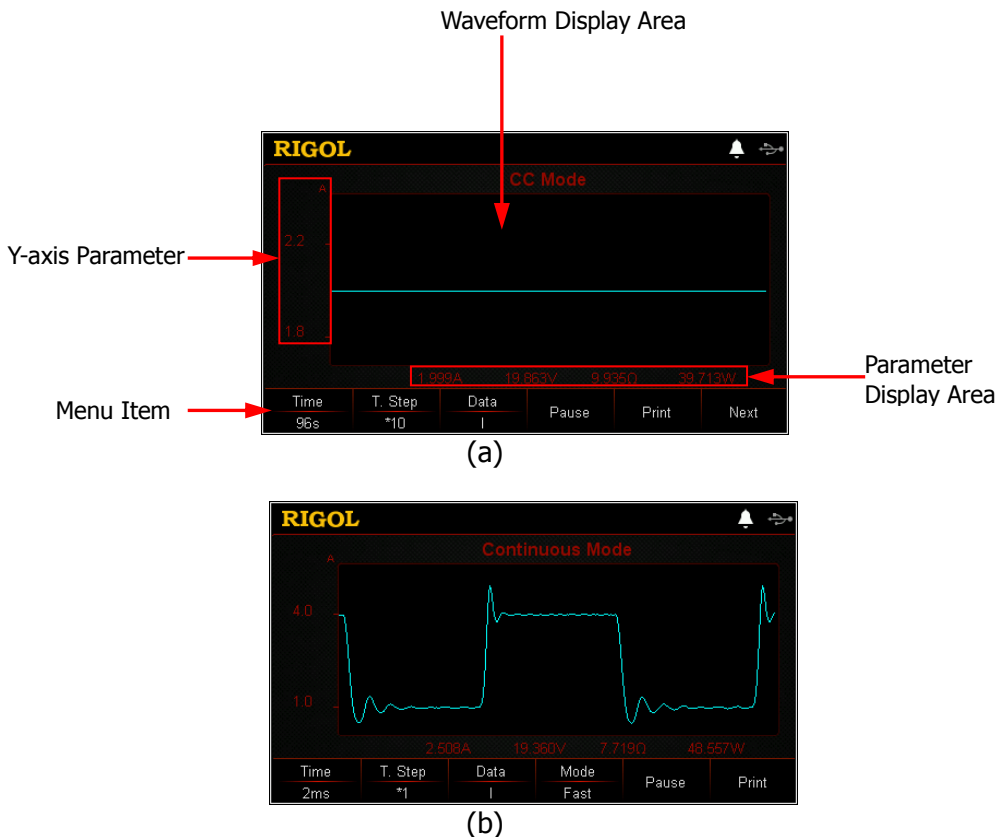 Waveform Display Area
RIGOL
CC Mode
A
2.2
Y-axis Parameter
1.8
1.999A 19.863V 9.935Ω 39.713W
Parameter
Display Area
Menu Item
Time T. Step Data Pause Print Next
96s *10 I
(a)
RIGOL
Continuous Mode
A
4.0
1.0
2.508A 19.360V 7.719Ω 48.557W
Time T. Step Data Mode Pause Print
2ms *1 I Fast
(b)